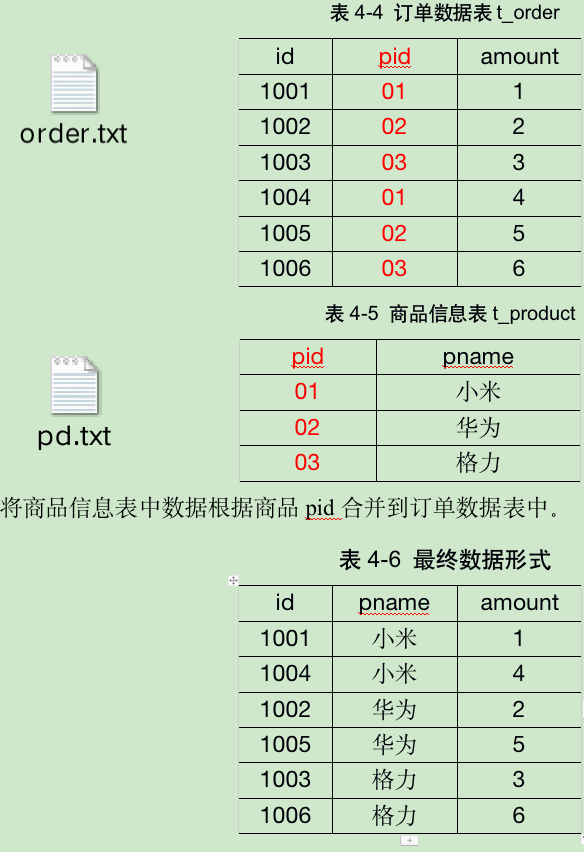 表 4-4 订单数据表 t_order
order.txt
id pid amount
1001 01 1
1002 02 2
1003 03 3
1004 01 4
1005 02 5
1006 03 6
表 4-5 商品信息表 t_product
pd.txt
pid pname
01 小米
02 华为
03 格力
将商品信息表中数据根据商品 pid 合并到订单数据表中。
表 4-6 最终数据形式
id pname amount
1001 小米 1
1004 小米 4
1002 华为 2
1005 华为 5
1003 格力 3
1006 格力 6